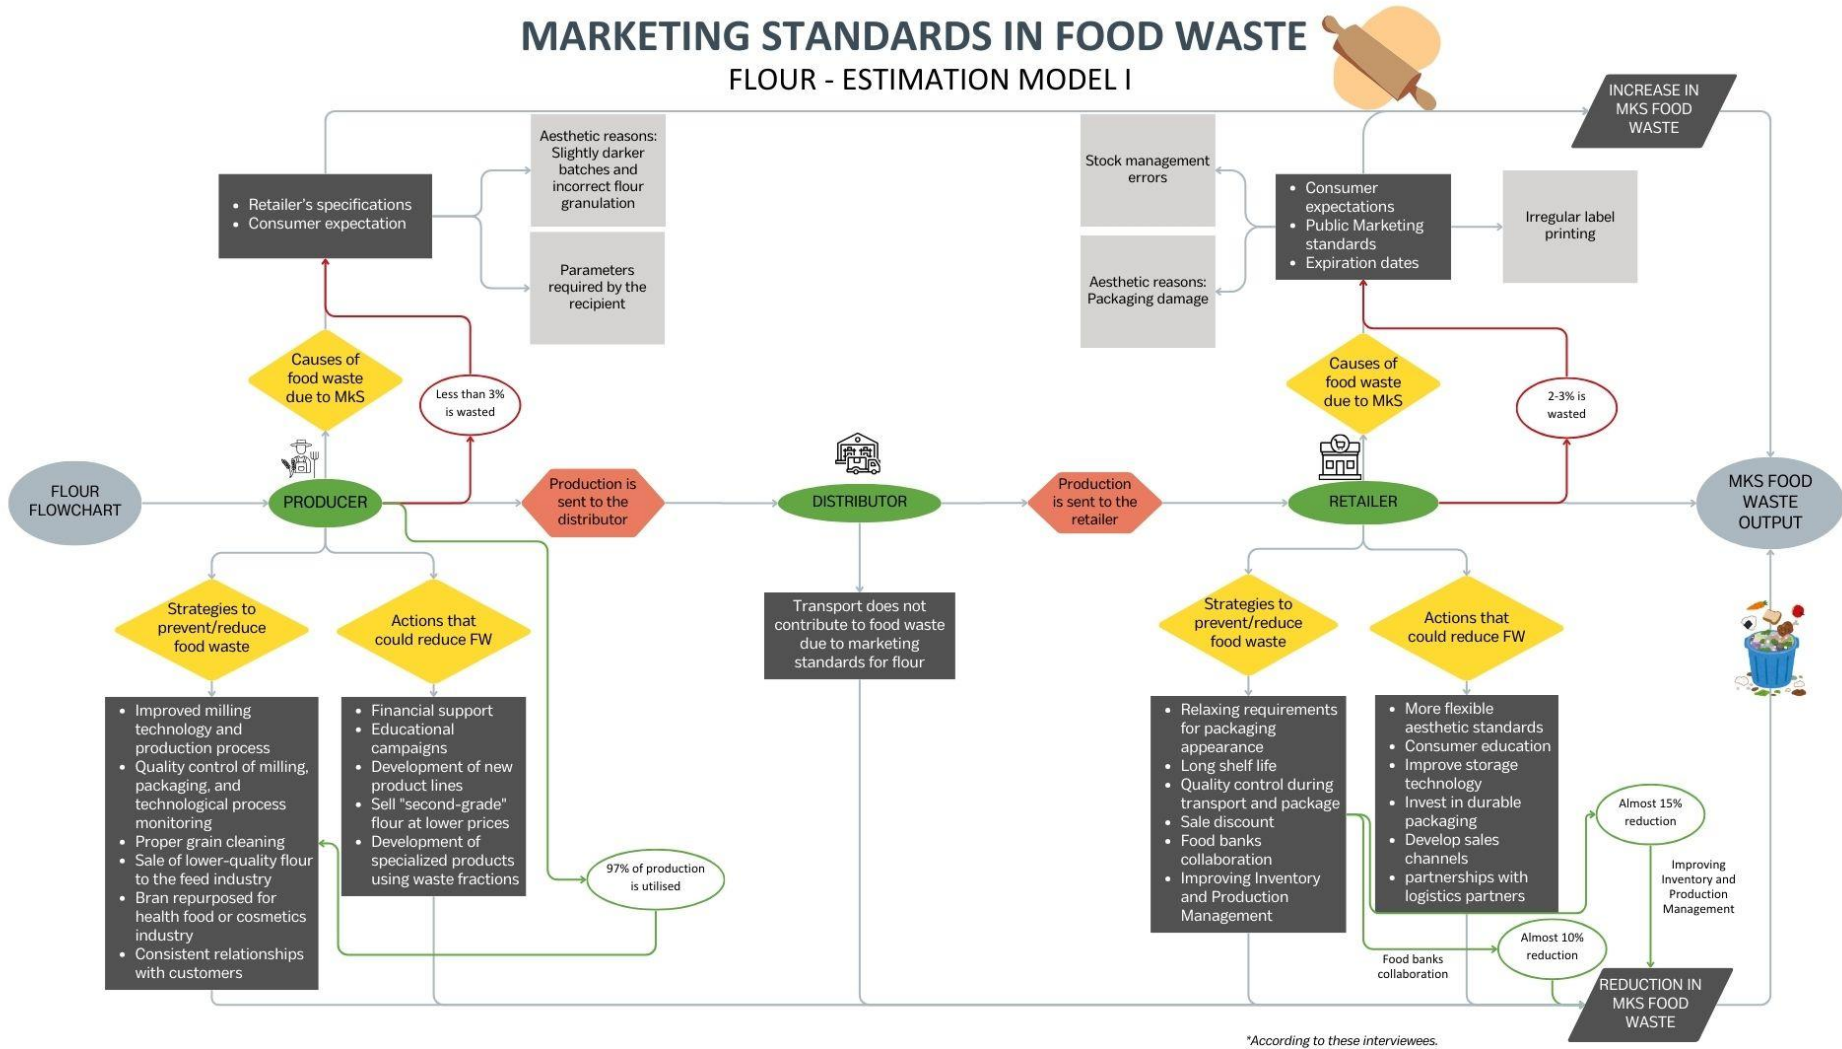 MARKETING STANDARDS IN FOOD WASTE
FLOUR - ESTIMATION MODEL I
INCREASE IN
MKS FOOD
WASTE
Aesthetic reasons:
Slightly darker
batches and
incorrect flour
granulation
Stock management
errors
• Retailer's specifications
• Consumer expectation
• Consumer
expectations
• Public Marketing
standards
• Expiration dates
Irregular label
printing
Parameters
required by the
recipient
Aesthetic reasons:
Packaging damage
Causes of
food waste
due to MkS
Less than 3%
is wasted
Causes of
food waste
due to MkS
2-3% is
wasted
FLOUR
FLOWCHART
PRODUCER
Production is
sent to the
distributor
DISTRIBUTOR
Production
is sent to the
retailer
RETAILER
MKS FOOD
WASTE
OUTPUT
Strategies to
prevent/reduce
food waste
Actions that
could reduce FW
Transport does not
contribute to food waste
due to marketing
standards for flour
Strategies to
prevent/reduce
food waste
Actions that
could reduce FW
• Improved milling
technology and
production process
• Quality control of milling,
packaging, and
technological process
monitoring
• Proper grain cleaning
• Sale of lower-quality flour
to the feed industry
• Bran repurposed for
health food or cosmetics
industry
• Consistent relationships
with customers
• Financial support
• Educational
campaigns
• Development of new
product lines
• Sell "second-grade"
flour at lower prices
• Development of
specialized products
using waste fractions
97% of production
is utilised
• Relaxing requirements
for packaging
appearance
• Long shelf life
• Quality control during
transport and package
• Sale discount
• Food banks
collaboration
• Improving Inventory
and Production
Management
• More flexible
aesthetic standards
• Consumer education
• Improve storage
technology
• Invest in durable
packaging
• Develop sales
channels
• partnerships with
logistics partners
Almost 15%
reduction
Improving
Inventory and
Production
Management
Almost 10%
reduction
Food banks
collaboration
REDUCTION IN
MKS FOOD
WASTE
*According to these interviewees.